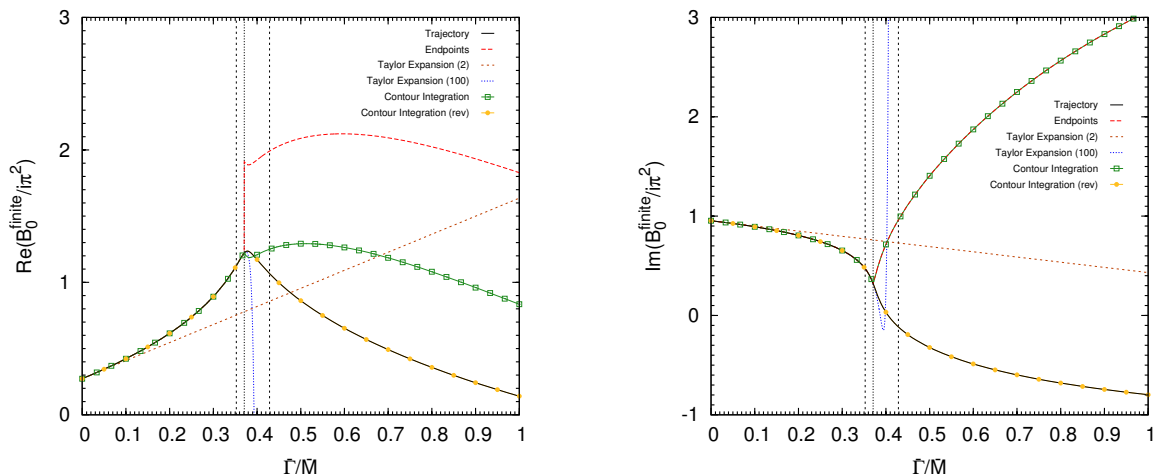 3
2
1
0
Re(B₀^finite/iπ²)
0 0.1 0.2 0.3 0.4 0.5 0.6 0.7 0.8 0.9 1
Γ̄/M̄
Trajectory
Endpoints
Taylor Expansion (2)
Taylor Expansion (100)
Contour Integration
Contour Integration (rev)
3
2
1
0
-1
Im(B₀^finite/iπ²)
0 0.1 0.2 0.3 0.4 0.5 0.6 0.7 0.8 0.9 1
Γ̄/M̄
Trajectory
Endpoints
Taylor Expansion (2)
Taylor Expansion (100)
Contour Integration
Contour Integration (rev)